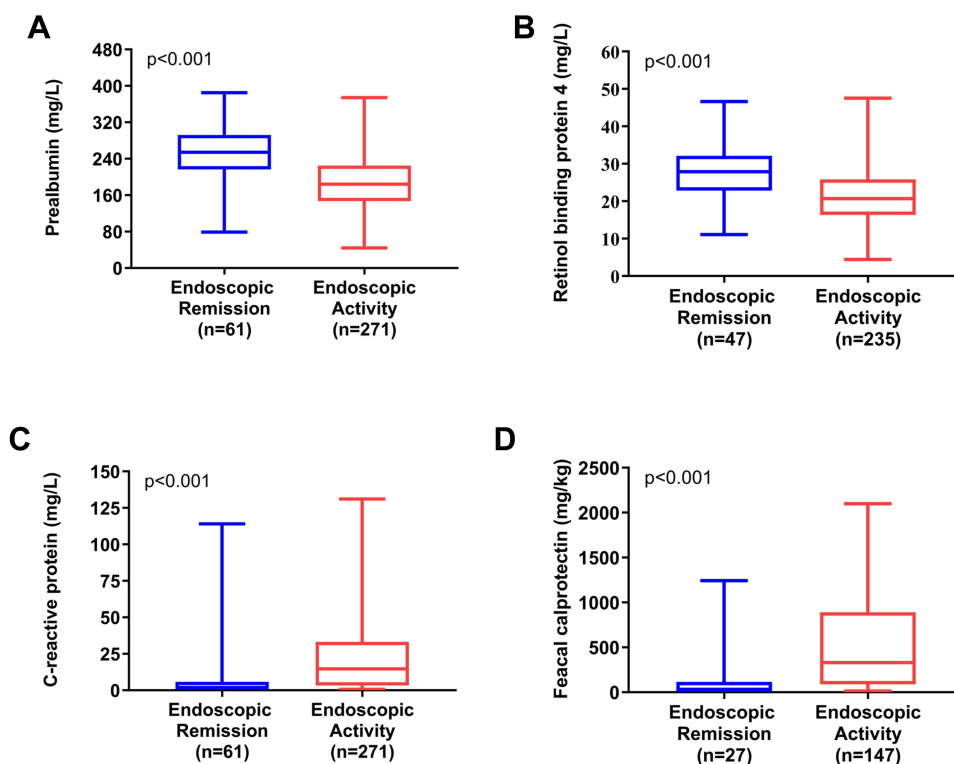 A
p<0.001
Prealbumin (mg/L)
480
400
320
240
160
80
0
Endoscopic Remission (n=61)
Endoscopic Activity (n=271)
B
p<0.001
Retinol binding protein 4 (mg/L)
60
50
40
30
20
10
0
Endoscopic Remission (n=47)
Endoscopic Activity (n=235)
C
p<0.001
C-reactive protein (mg/L)
150
125
100
75
50
25
0
Endoscopic Remission (n=61)
Endoscopic Activity (n=271)
D
p<0.001
Feacal calprotectin (mg/kg)
2500
2000
1500
1000
500
0
Endoscopic Remission (n=27)
Endoscopic Activity (n=147)